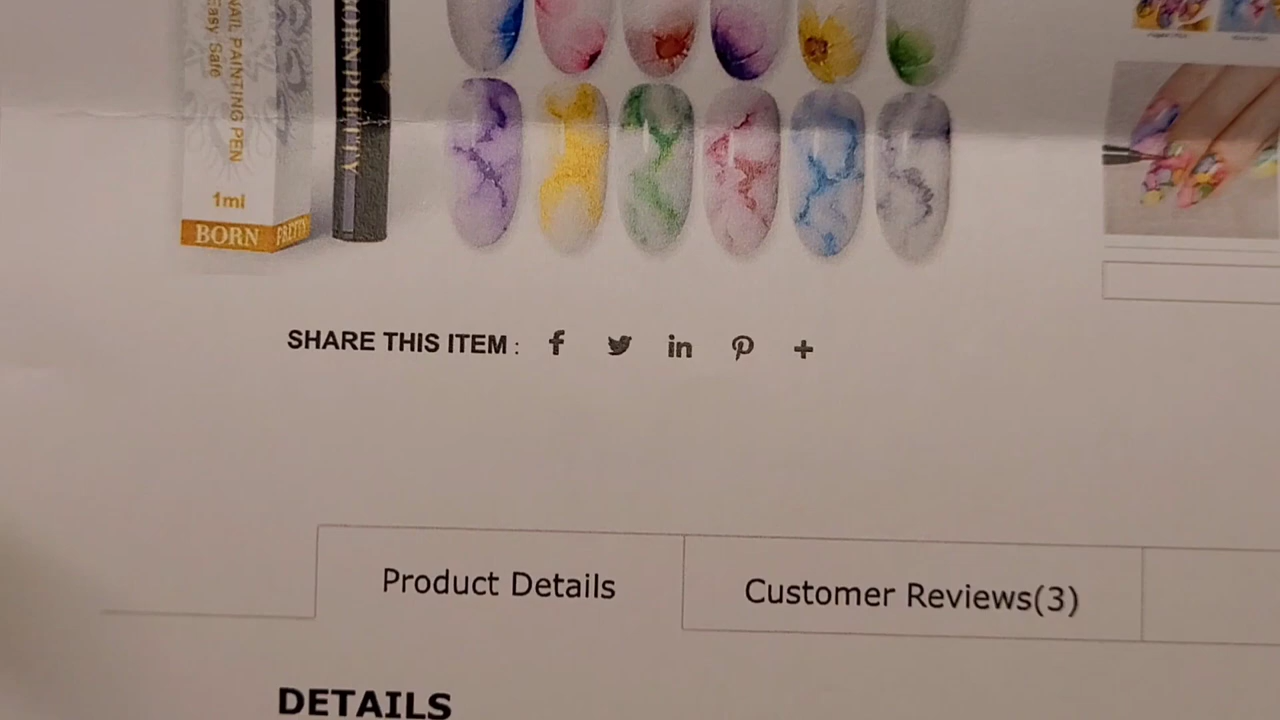 NAIL PAINTING PEN
Easy Safe
1ml
BORN PRETTY
BORN PRETTY
SHARE THIS ITEM :
Product Details
Customer Reviews(3)
DETAILS